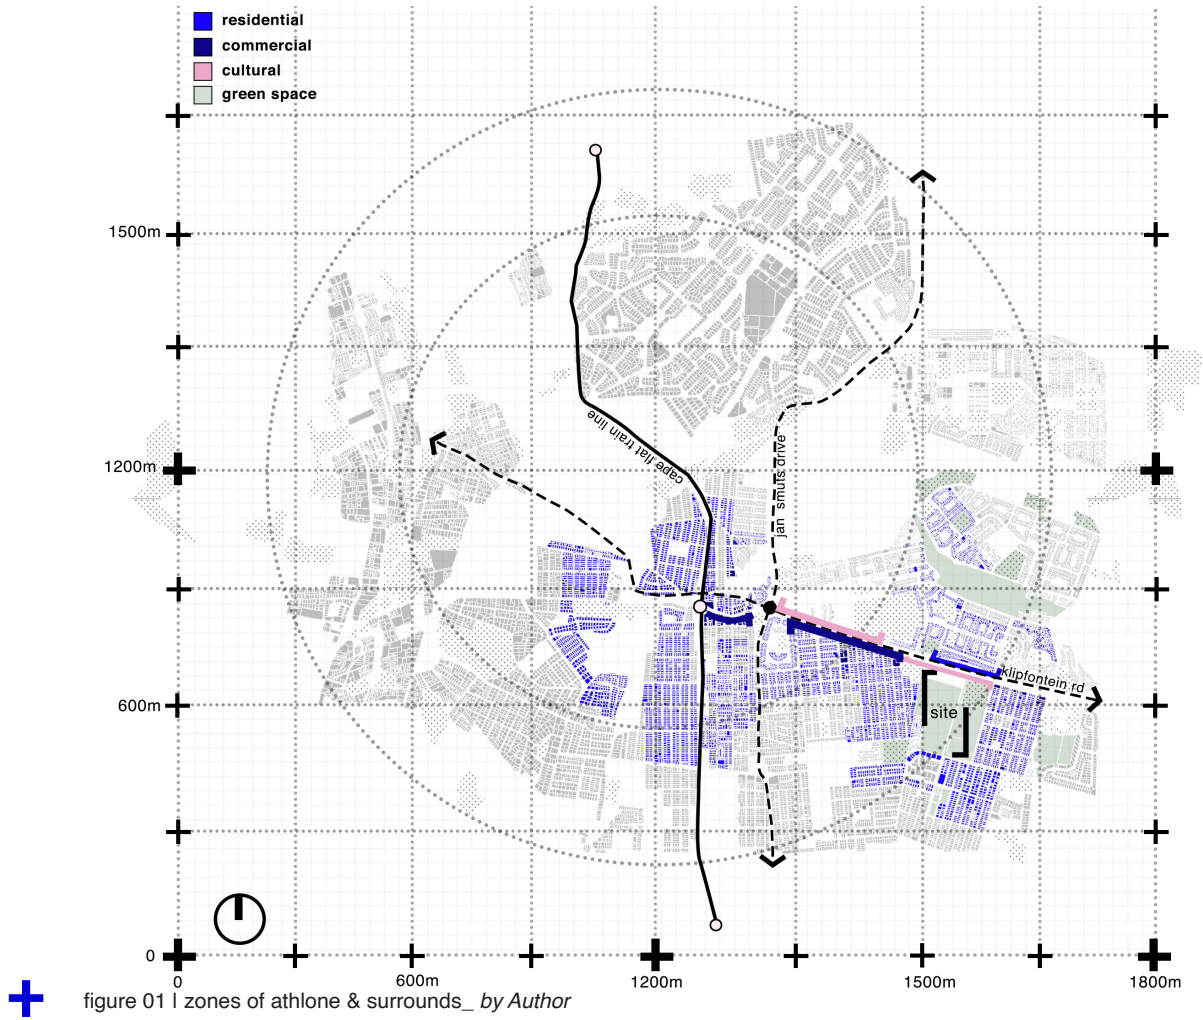 residential
commercial
cultural
green space
1500m
cape flat train line
1200m
jan smuts drive
klipfontein rd
600m
site
0
0
600m
1200m
1500m
1800m
figure 01 | zones of athlone & surrounds_ by Author